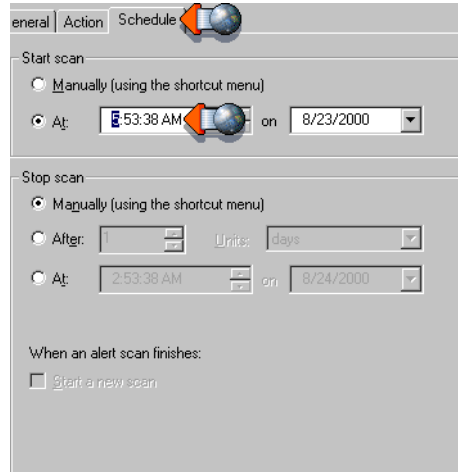 eneral Action Schedule
Start scan
Manually (using the shortcut menu)
At: 5:53:38 AM on 8/23/2000
Stop scan
Manually (using the shortcut menu)
After: 1 Units: days
At: 2:53:38 AM on 8/24/2000
When an alert scan finishes:
Start a new scan